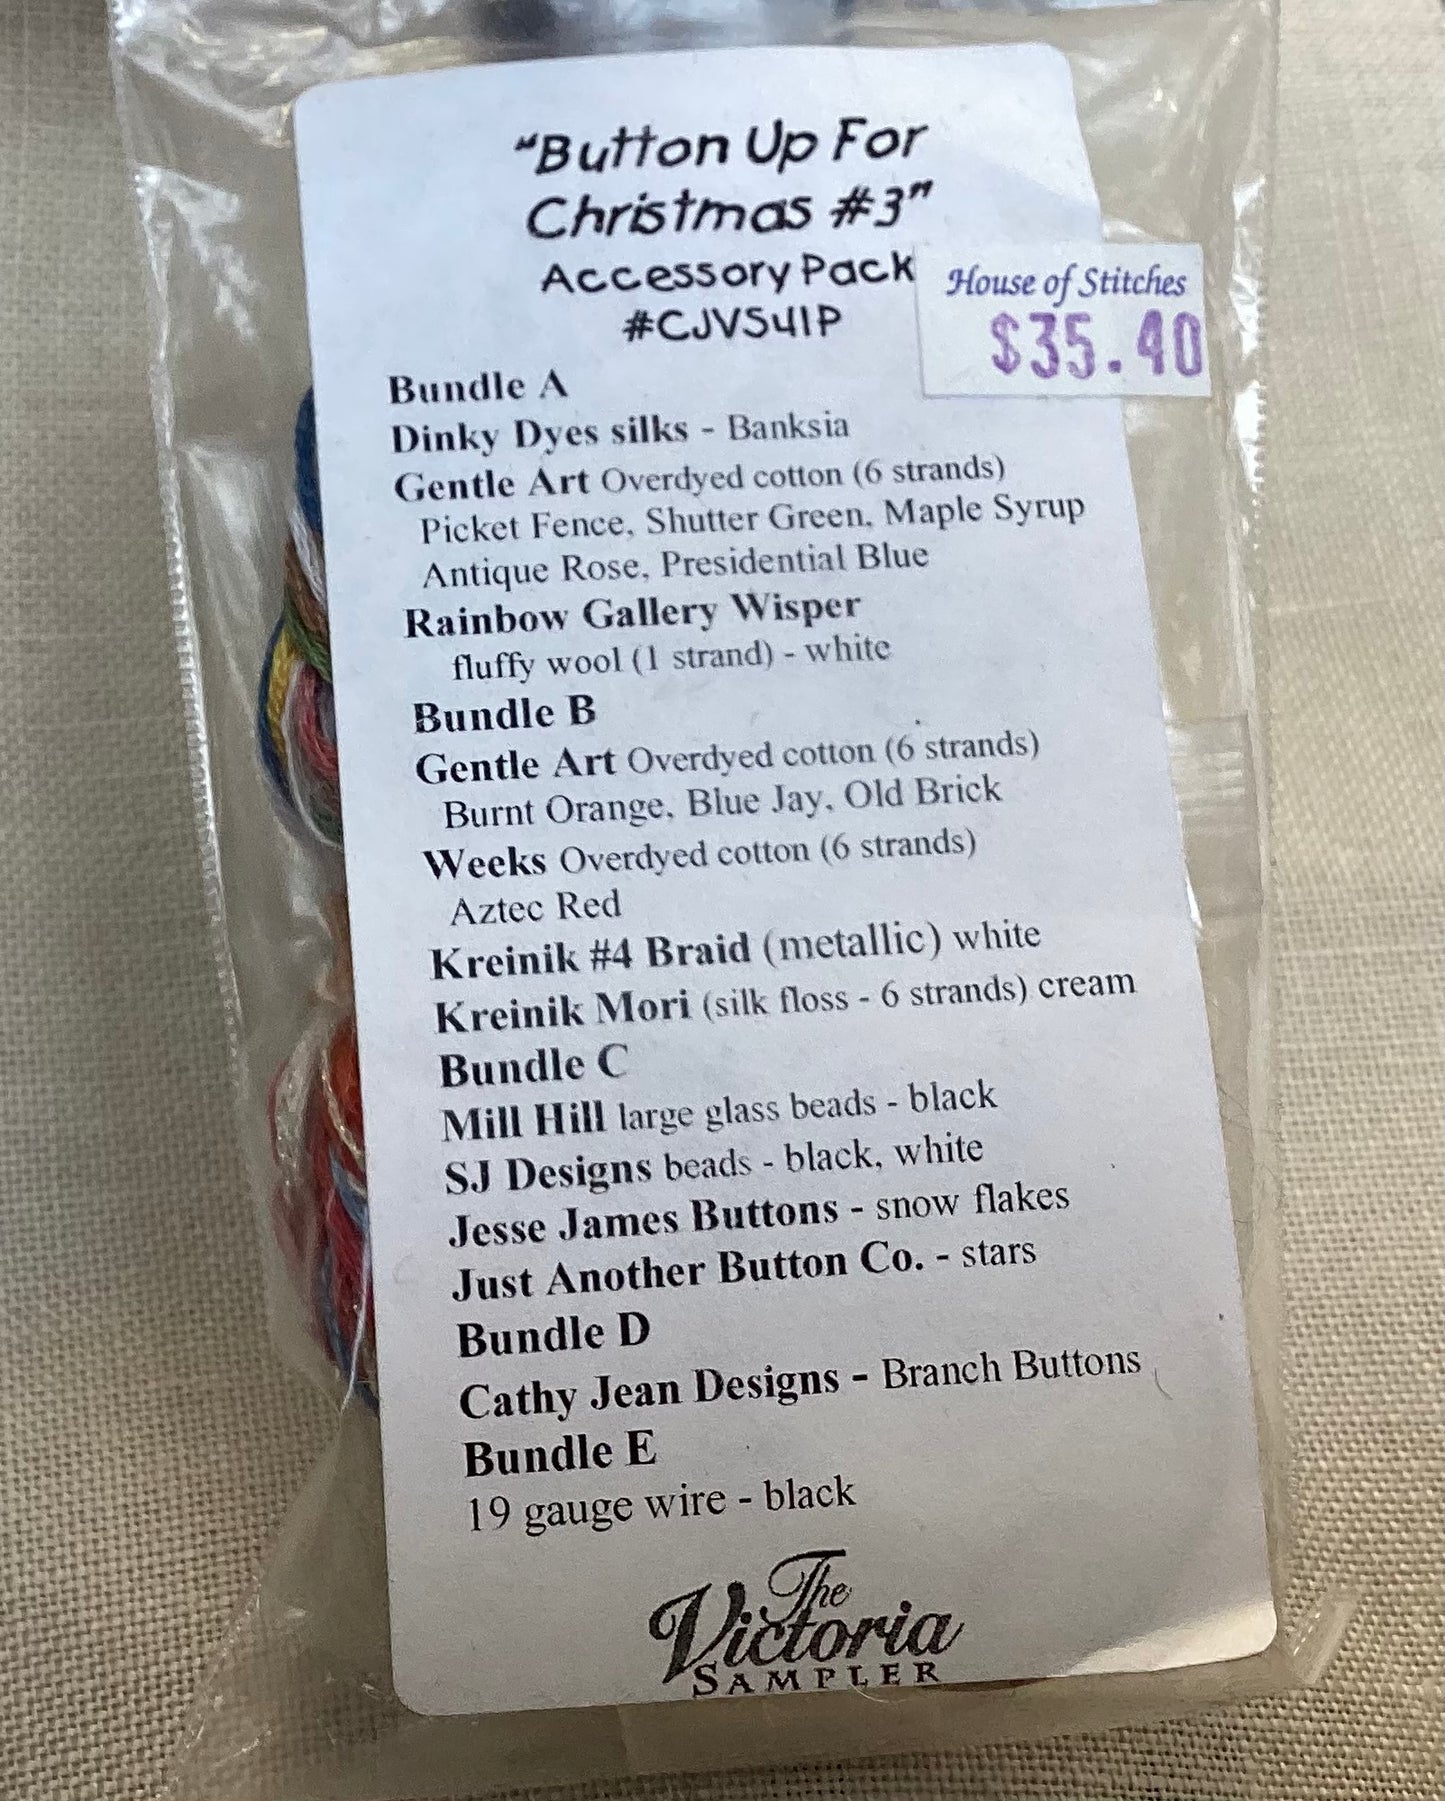 "Button Up For
Christmas #3"
Accessory Pack
#CJVS41P
House of Stitches
$35.40
Bundle A
Dinky Dyes silks - Banksia
Gentle Art Overdyed cotton (6 strands)
Picket Fence, Shutter Green, Maple Syrup
Antique Rose, Presidential Blue
Rainbow Gallery Wisper
fluffy wool (1 strand) - white
Bundle B
Gentle Art Overdyed cotton (6 strands)
Burnt Orange, Blue Jay, Old Brick
Weeks Overdyed cotton (6 strands)
Aztec Red
Kreinik #4 Braid (metallic) white
Kreinik Mori (silk floss - 6 strands) cream
Bundle C
Mill Hill large glass beads - black
SJ Designs beads - black, white
Jesse James Buttons - snow flakes
Just Another Button Co. - stars
Bundle D
Cathy Jean Designs - Branch Buttons
Bundle E
19 gauge wire - black
The
Victoria
SAMPLER